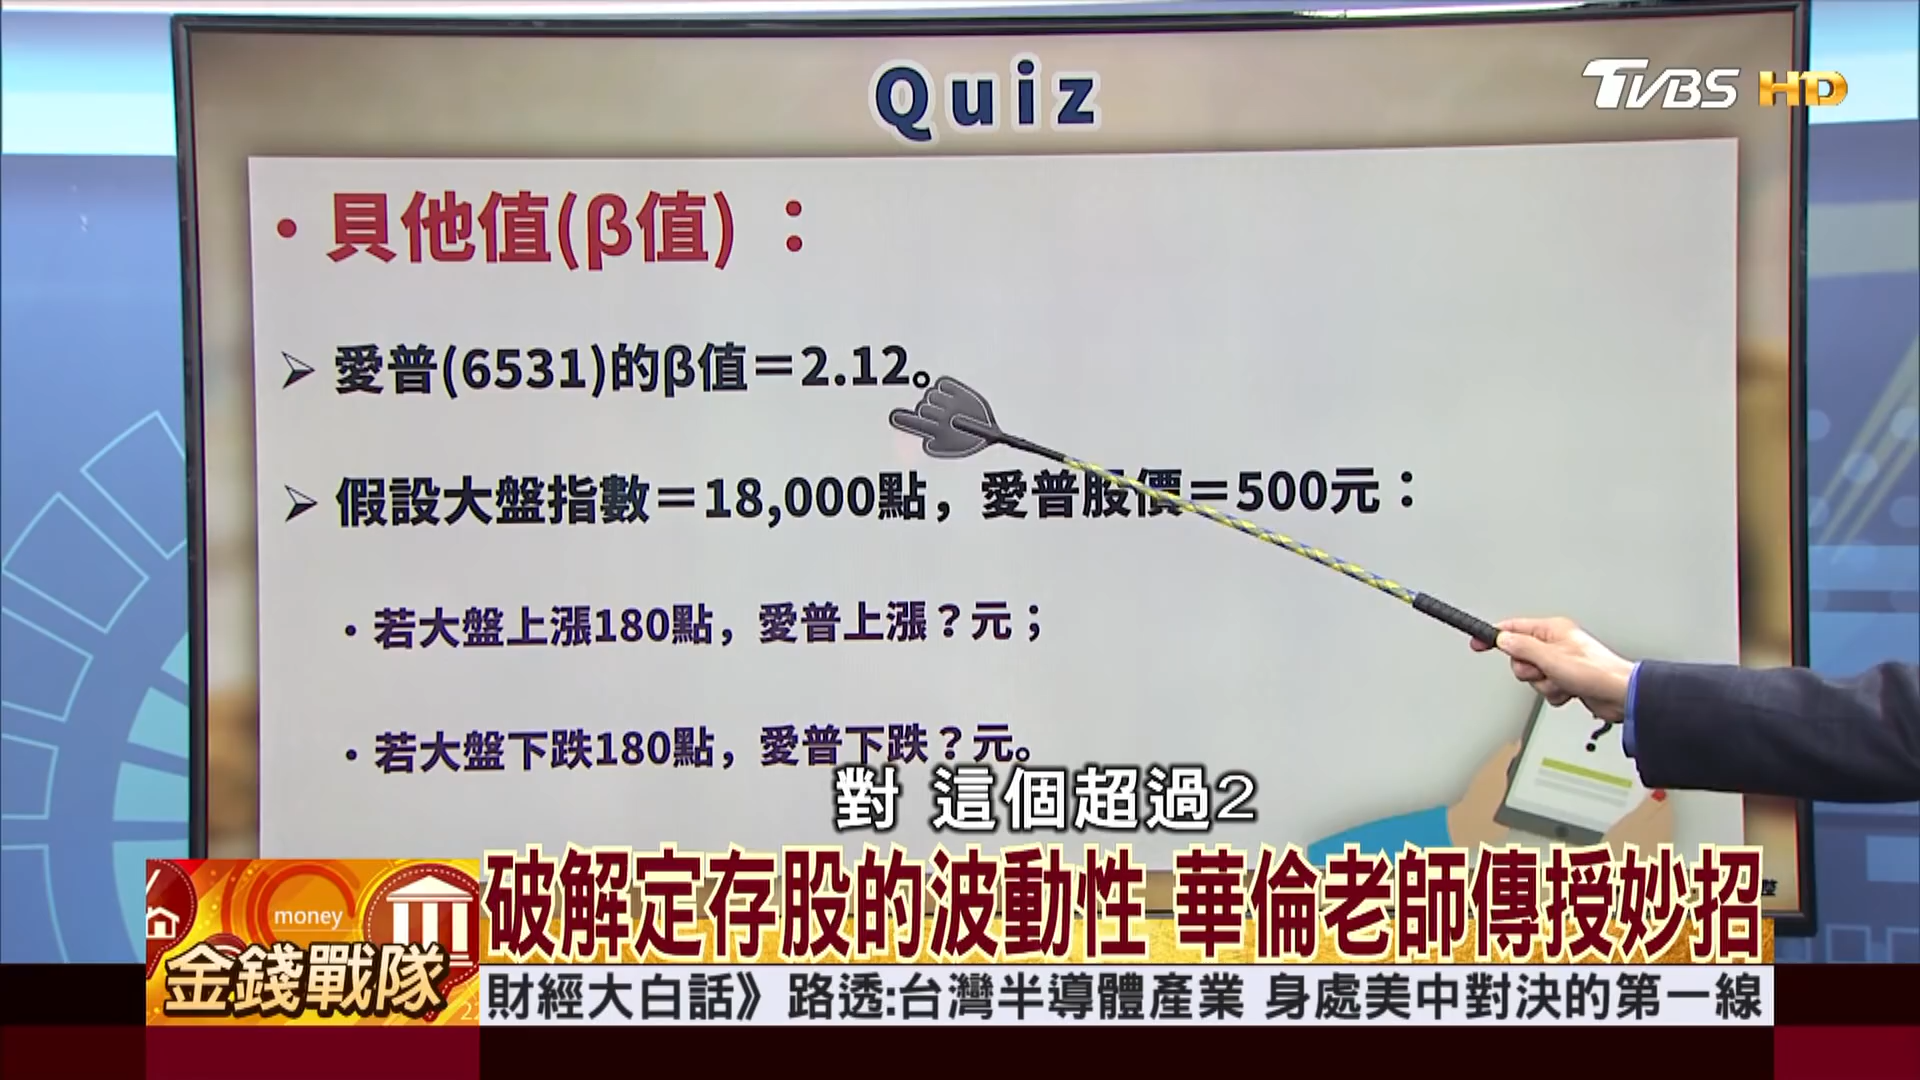 Quiz
TVBS HD
• 貝他值(β值)：
➢ 愛普(6531)的β值＝2.12。
➢ 假設大盤指數＝18,000點，愛普股價＝500元：
• 若大盤上漲180點，愛普上漲？元；
• 若大盤下跌180點，愛普下跌？元。
?
對 這個超過2
破解定存股的波動性 華倫老師傳授妙招
整
money
金錢戰隊
財經大白話》路透:台灣半導體產業 身處美中對決的第一線